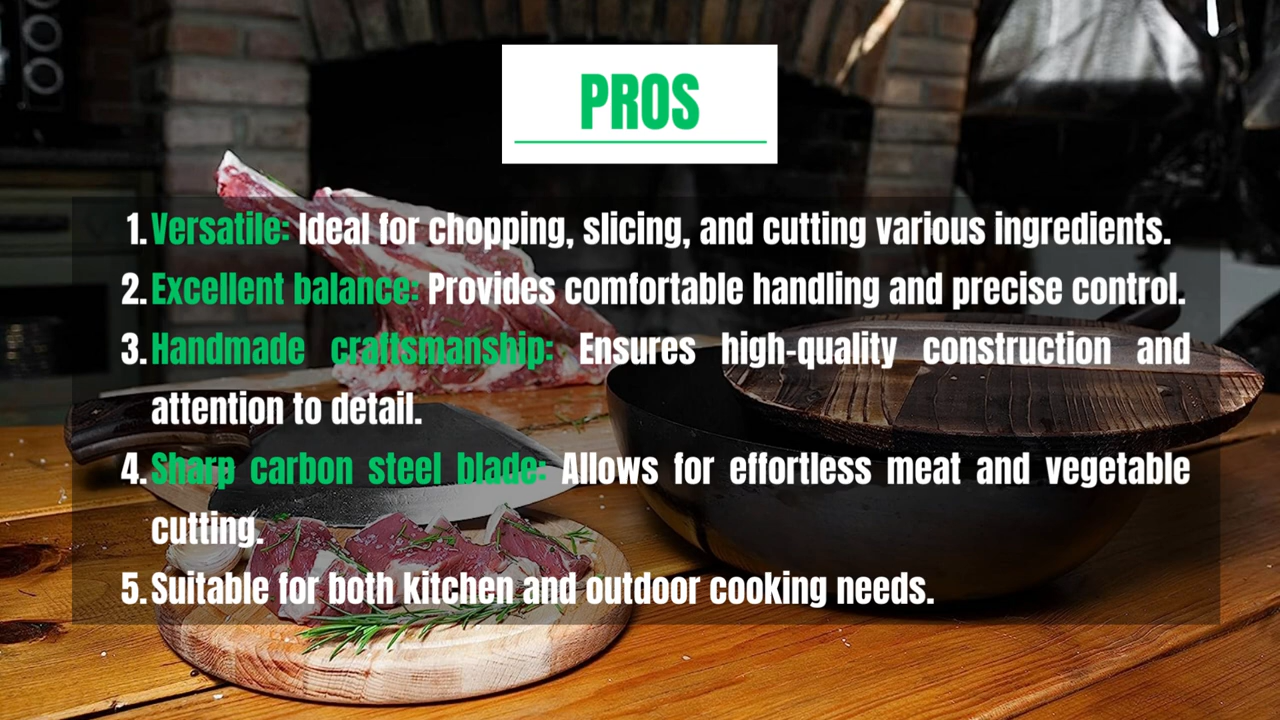 PROS
1. Versatile: Ideal for chopping, slicing, and cutting various ingredients.
2. Excellent balance: Provides comfortable handling and precise control.
3. Handmade craftsmanship: Ensures high-quality construction and
attention to detail.
4. Sharp carbon steel blade: Allows for effortless meat and vegetable
cutting.
5. Suitable for both kitchen and outdoor cooking needs.